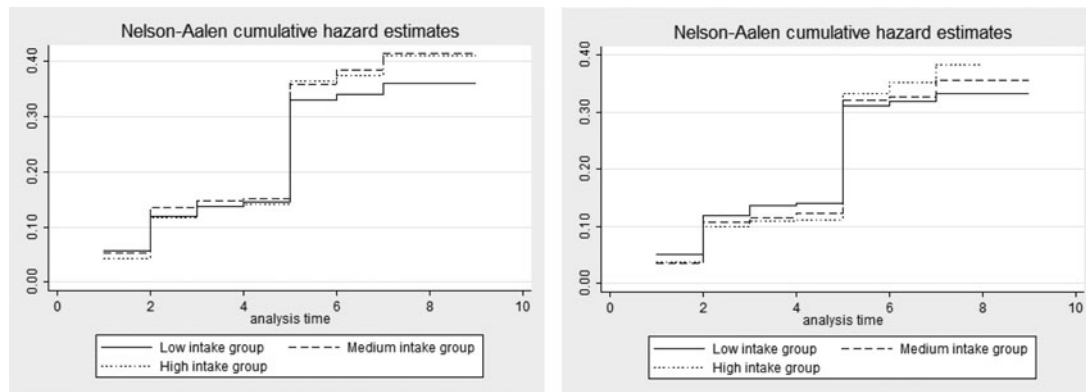 Nelson-Aalen cumulative hazard estimates
0.40
0.30
0.20
0.10
0.00
0 2 4 6 8 10
analysis time
Low intake group Medium intake group
High intake group
Nelson-Aalen cumulative hazard estimates
0.40
0.30
0.20
0.10
0.00
0 2 4 6 8 10
analysis time
Low intake group Medium intake group
High intake group